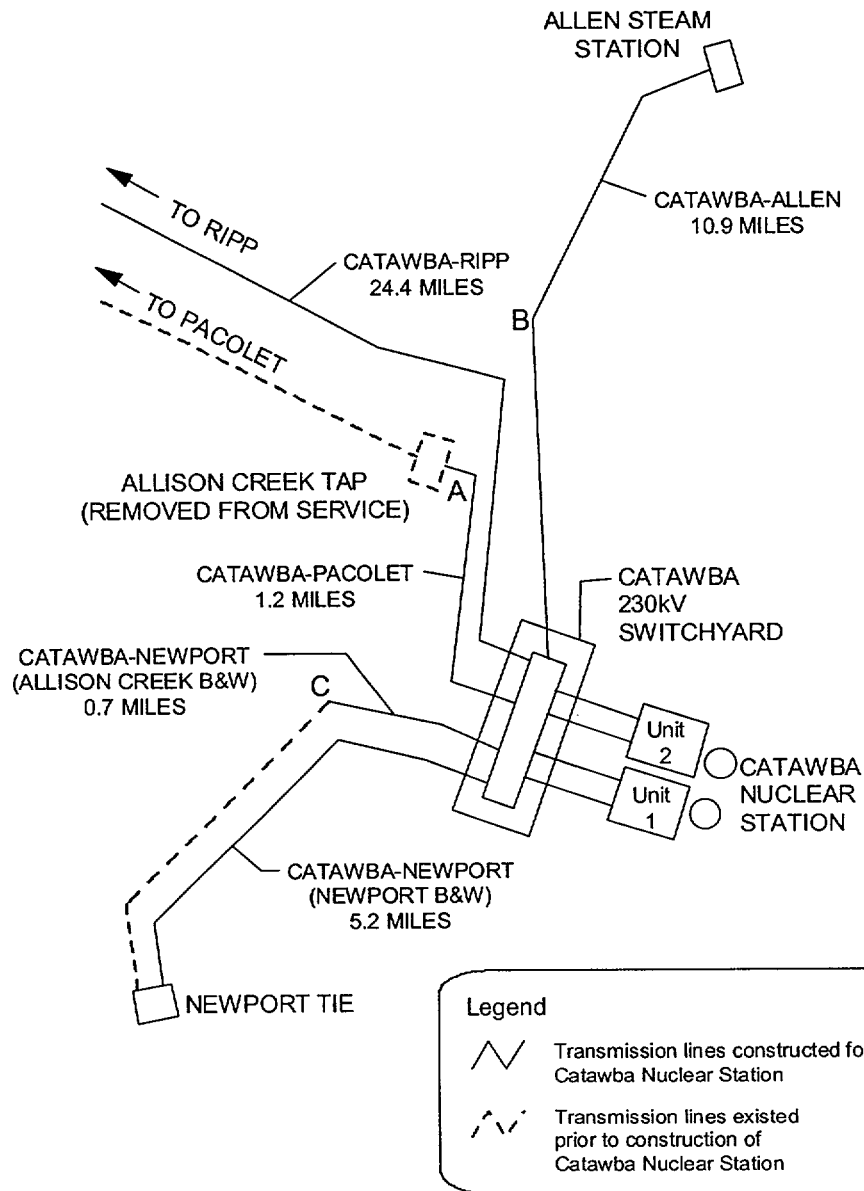 ALLEN STEAM
STATION
CATAWBA-ALLEN
10.9 MILES
TO RIPP
CATAWBA-RIPP
24.4 MILES
TO PACOLET
B
ALLISON CREEK TAP
(REMOVED FROM SERVICE)
A
CATAWBA-PACOLET
1.2 MILES
CATAWBA
230kV
SWITCHYARD
CATAWBA-NEWPORT
(ALLISON CREEK B&W)
0.7 MILES
C
Unit
2
Unit
1
CATAWBA
NUCLEAR
STATION
CATAWBA-NEWPORT
(NEWPORT B&W)
5.2 MILES
NEWPORT TIE
Legend
Transmission lines constructed fo
Catawba Nuclear Station
Transmission lines existed
prior to construction of
Catawba Nuclear Station